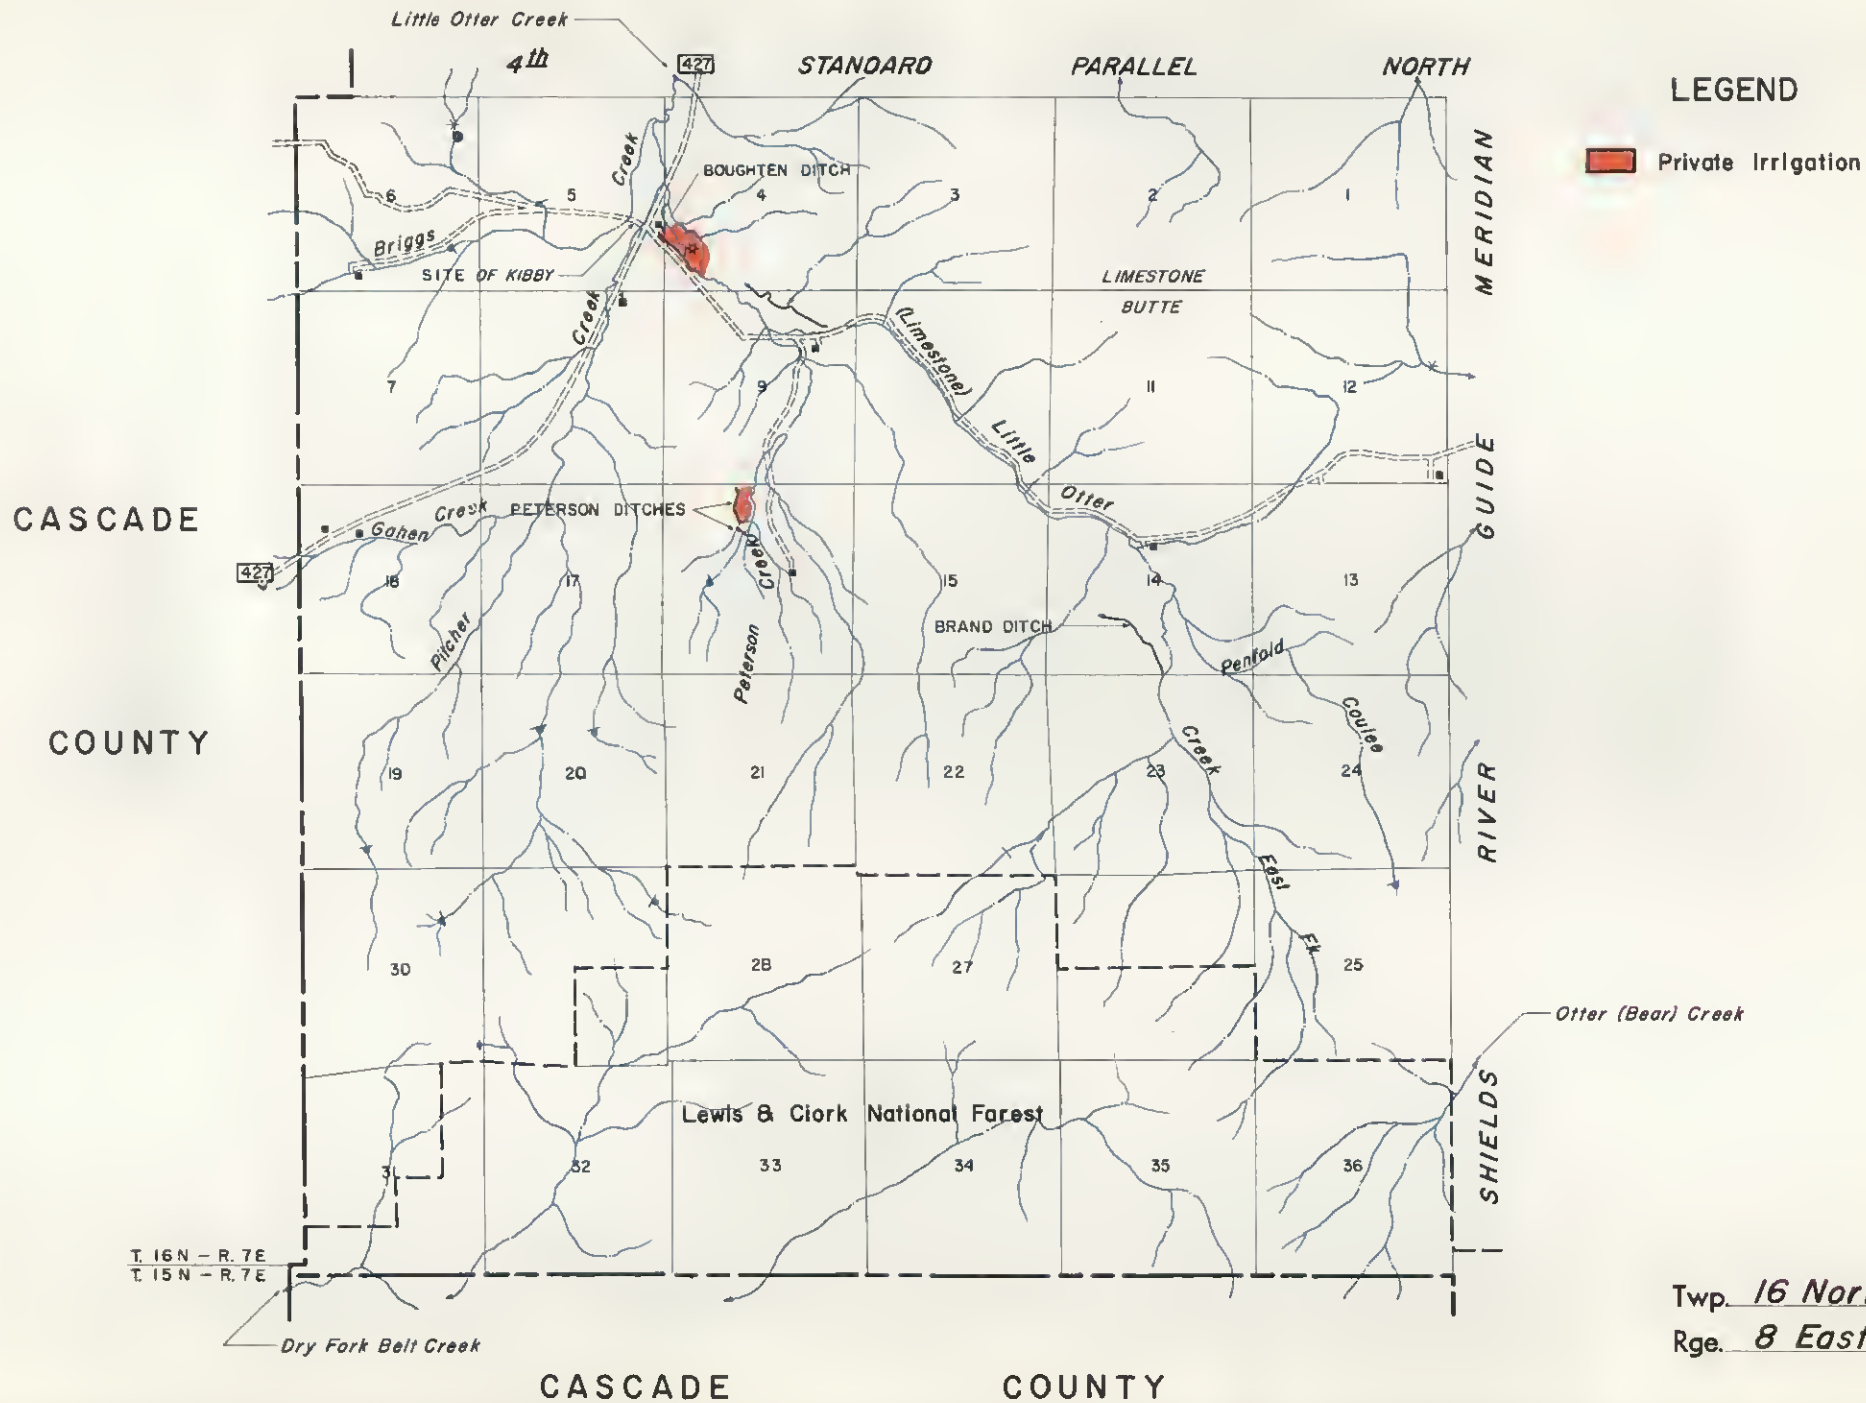 Little Otter Creek
4th STANDARD PARALLEL NORTH
427
LEGEND
Private Irrigation
MERIDIAN
GUIDE
RIVER
SHIELDS
Creek
BOUGHTEN DITCH
6
5
4
3
2
1
Briggs
SITE OF KIBBY
LIMESTONE
BUTTE
Creek
(Limestone)
7
9
11
12
Little
Otter
CASCADE
COUNTY
Gahen Creek
PETERSON DITCHES
427
18
17
Creek
15
14
13
Pilcher
Peterson
BRAND DITCH
Penfold
Coulee
Creek
19
20
21
22
23
24
East
Fk
30
28
27
25
Otter (Bear) Creek
Lewis & Clark National Forest
31
32
33
34
35
36
T. 16 N – R. 7 E
T. 15 N – R. 7 E
Dry Fork Belt Creek
Twp. 16 Nor
Rge. 8 East
CASCADE COUNTY